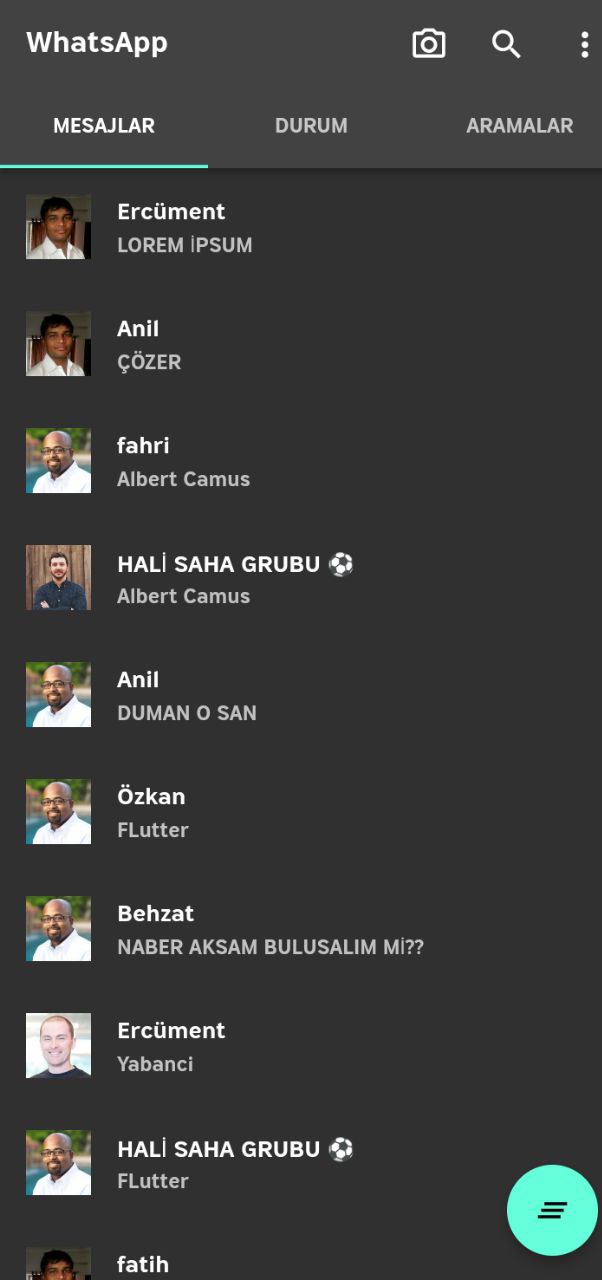 WhatsApp
MESAJLAR DURUM ARAMALAR
Ercüment
LOREM İPSUM
Anil
ÇÖZER
fahri
Albert Camus
HALİ SAHA GRUBU ⚽
Albert Camus
Anil
DUMAN O SAN
Özkan
FLutter
Behzat
NABER AKSAM BULUSALIM Mİ??
Ercüment
Yabanci
HALİ SAHA GRUBU ⚽
FLutter
fatih